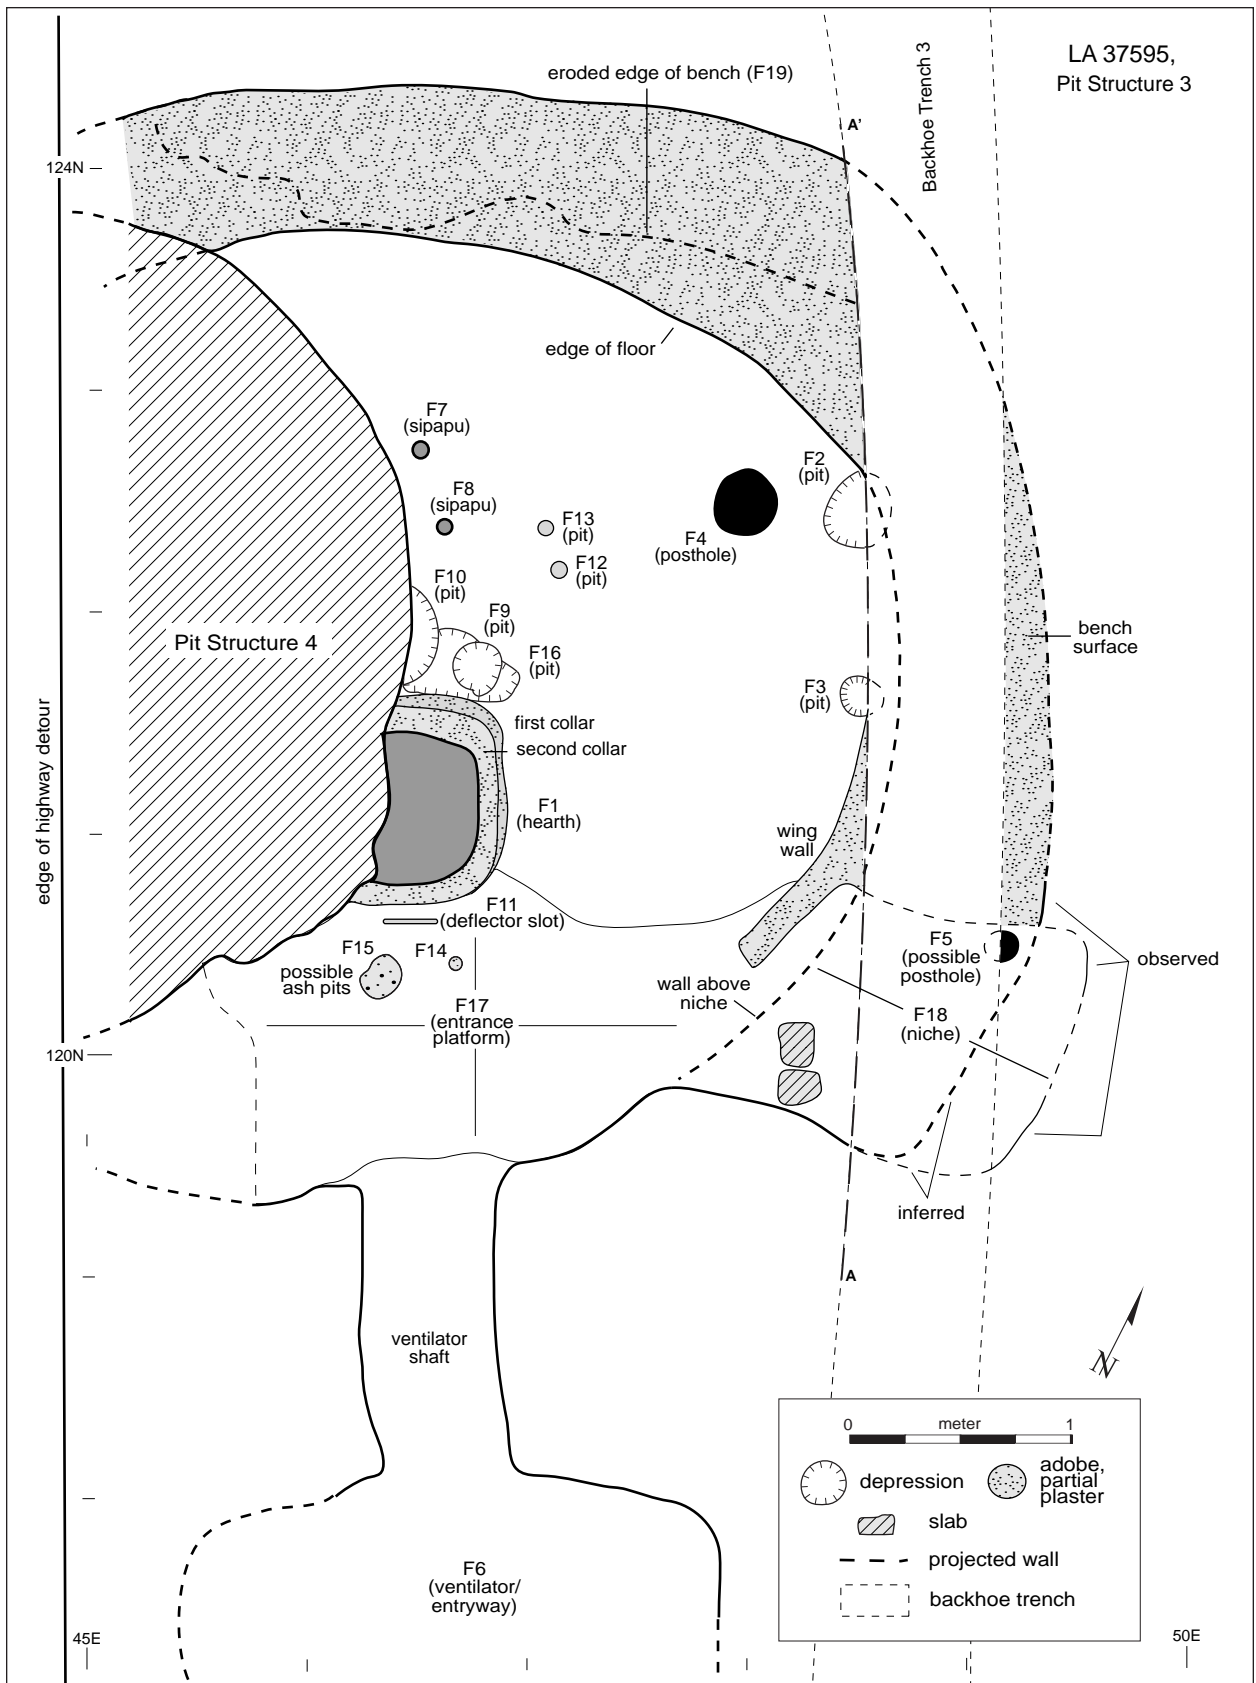 LA 37595,
Pit Structure 3
eroded edge of bench (F19)
Backhoe Trench 3
A'
124N
edge of floor
F7
(sipapu)
F8
(sipapu)
F13
(pit)
F12
(pit)
F4
(posthole)
F2
(pit)
F10
(pit)
F9
(pit)
F16
(pit)
Pit Structure 4
bench
surface
F3
(pit)
first collar
second collar
F1
(hearth)
wing
wall
edge of highway detour
F11
(deflector slot)
F15
F14
possible
ash pits
F17
(entrance
platform)
wall above
niche
F5
(possible
posthole)
F18
(niche)
observed
120N
inferred
A
ventilator
shaft
N
0 meter 1
depression
adobe,
partial
plaster
slab
projected wall
backhoe trench
F6
(ventilator/
entryway)
45E
50E